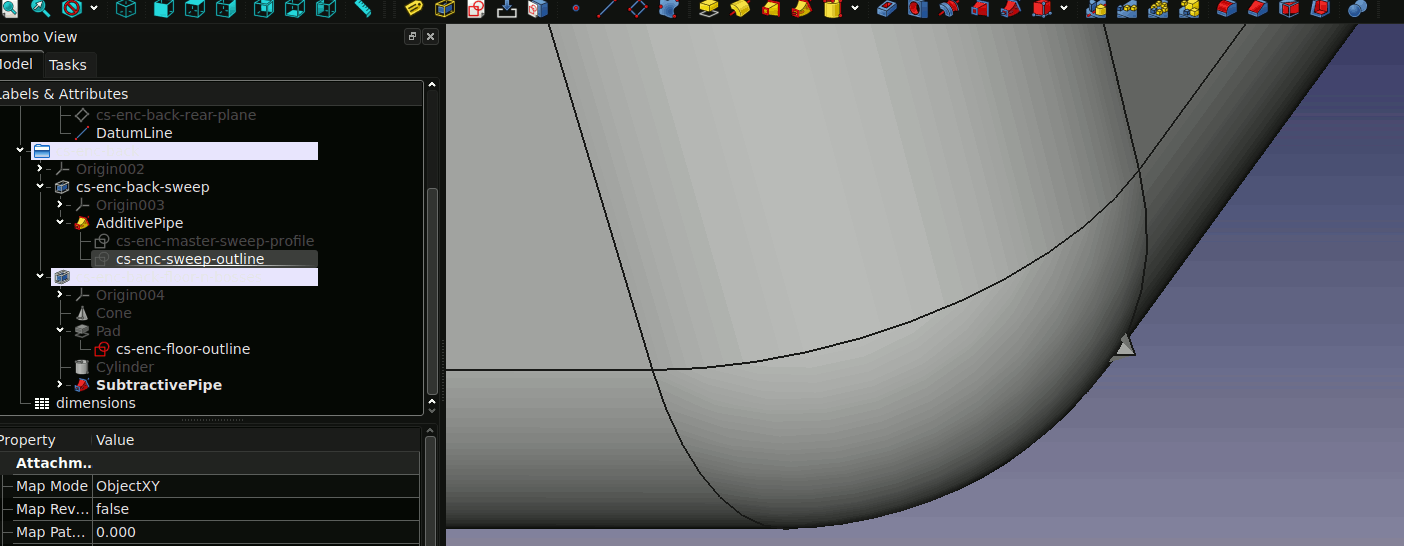 ombo View
Model
Tasks
Labels & Attributes
cs-enc-back-rear-plane
DatumLine
Origin002
cs-enc-back-sweep
Origin003
AdditivePipe
cs-enc-master-sweep-profile
cs-enc-sweep-outline
Origin004
Cone
Pad
cs-enc-floor-outline
Cylinder
SubtractivePipe
dimensions
Property Value
Attachm..
Map Mode ObjectXY
Map Rev... false
Map Pat... 0.000